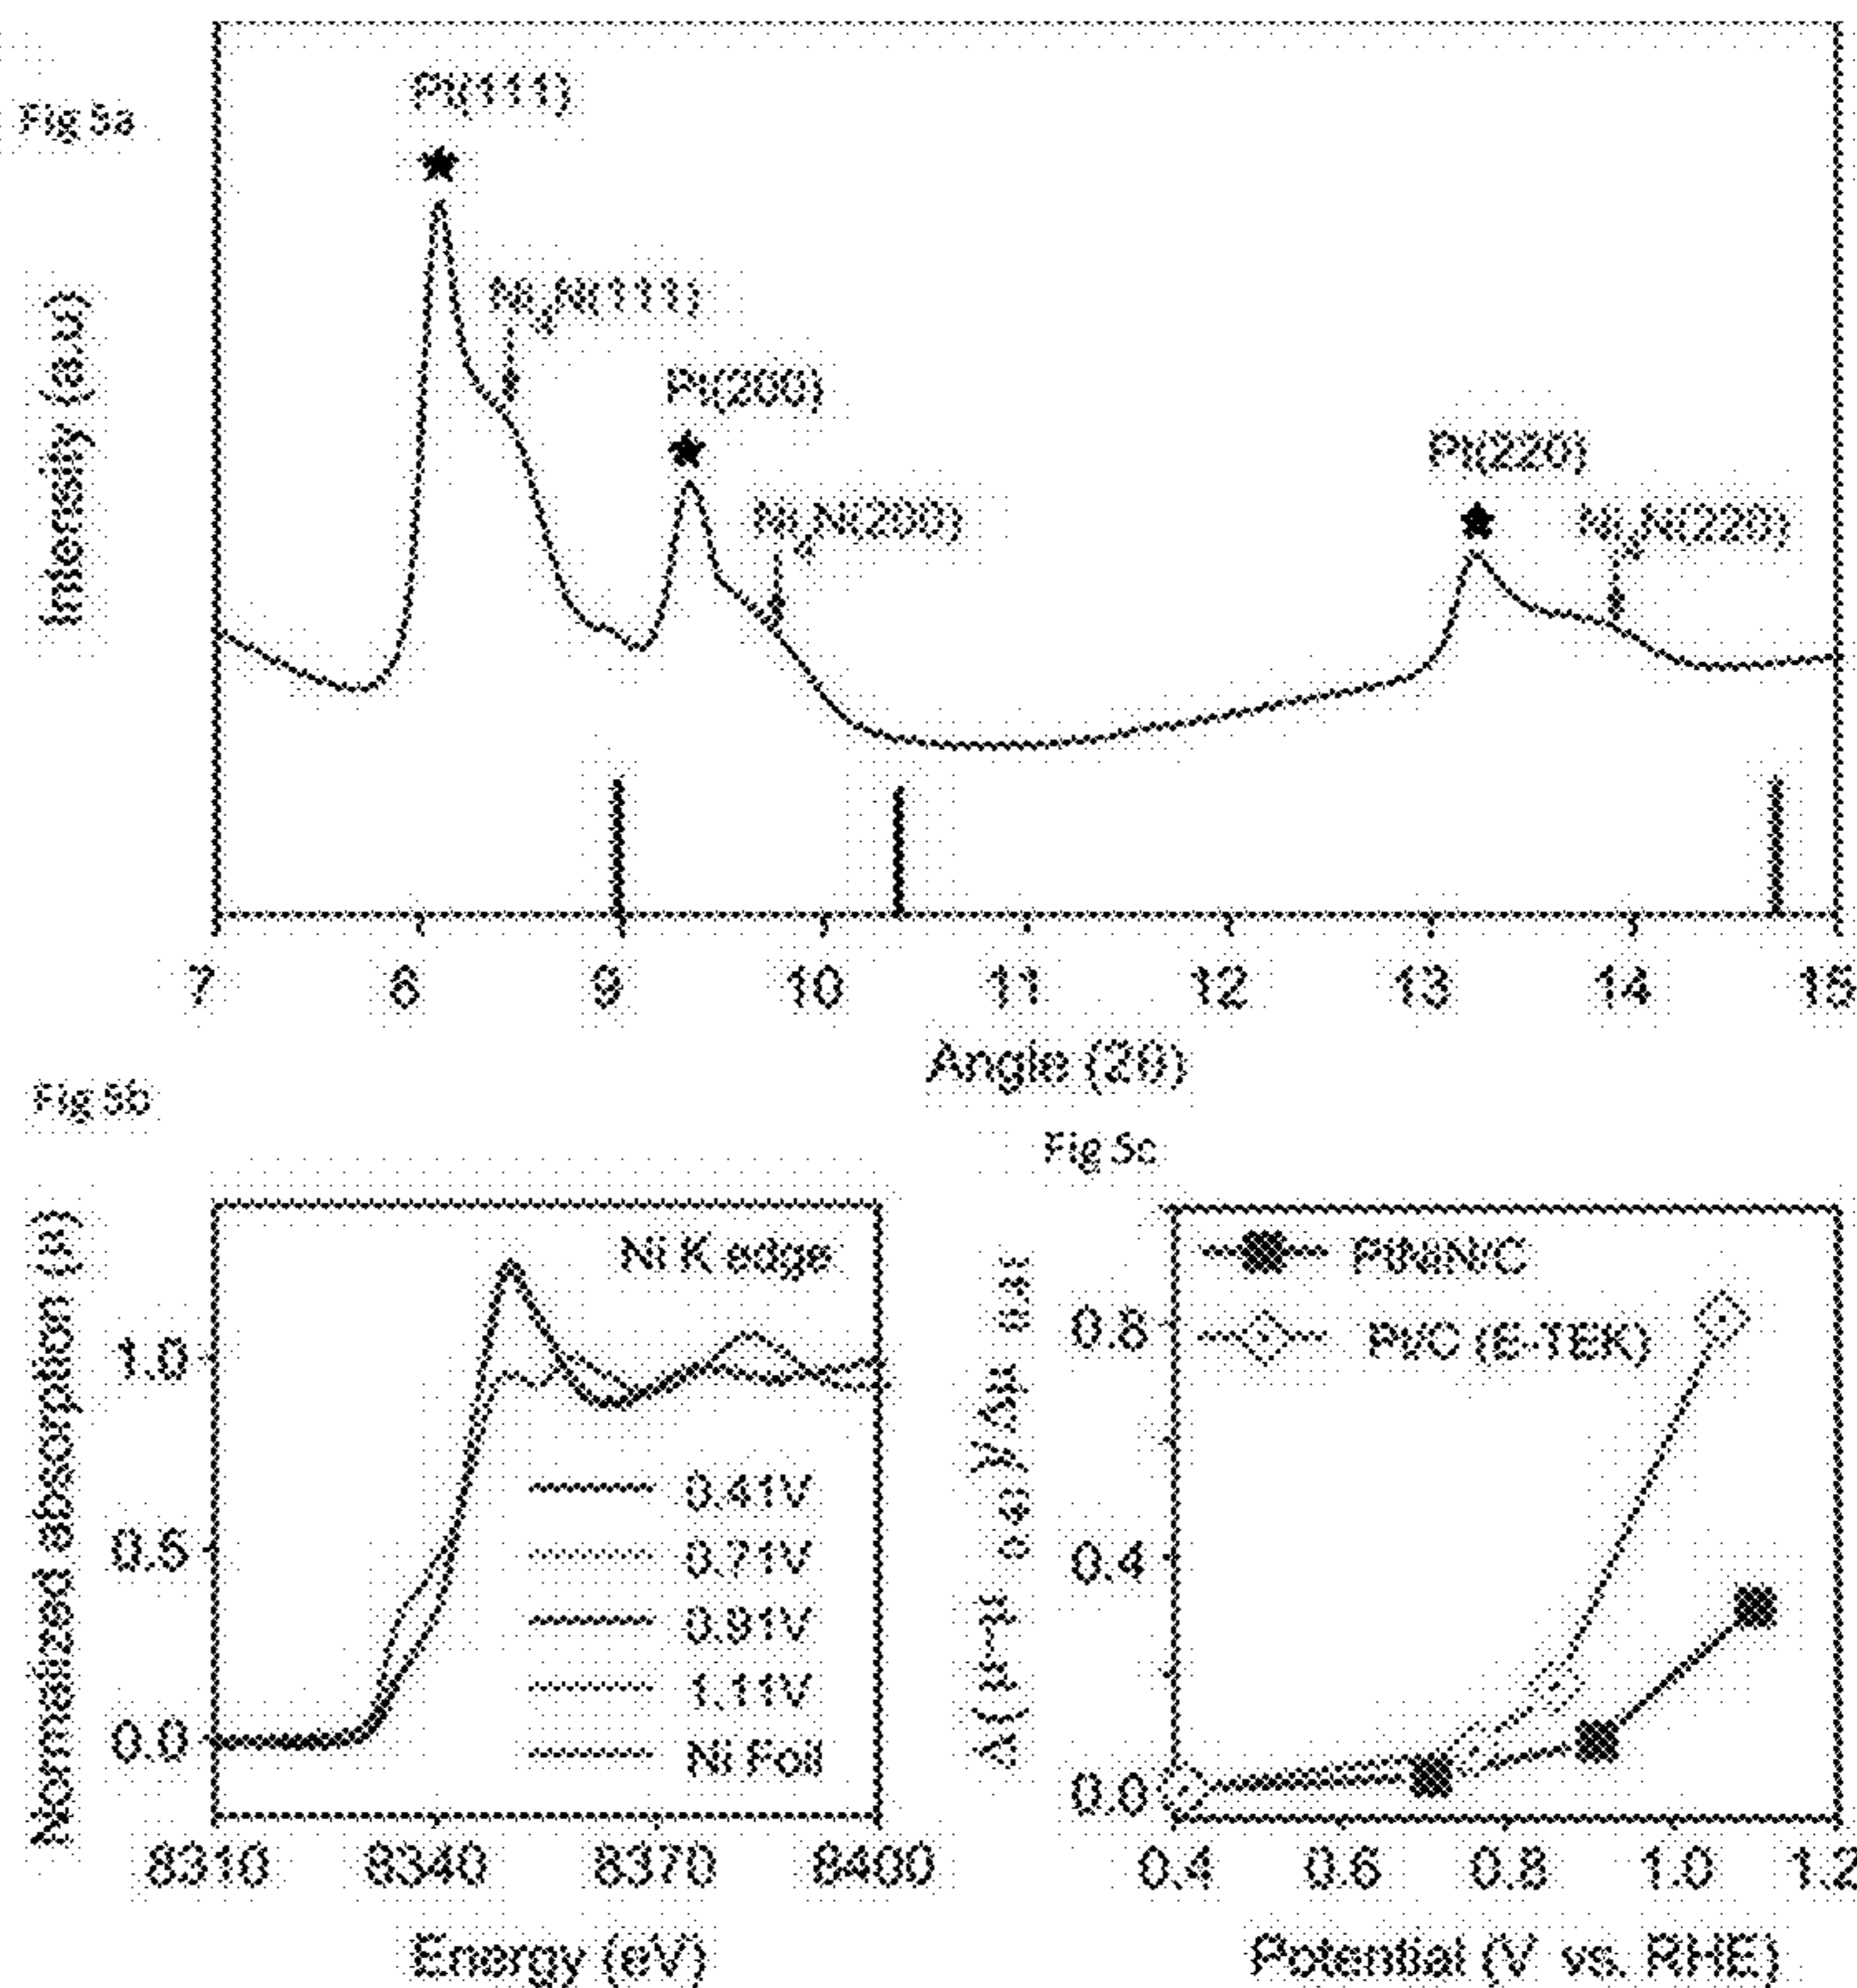 Fig 5a
Pt(111)
Ni4N(111)
Pt(200)
Ni4N(200)
Pt(220)
Ni4N(220)
Intensity (a.u)
7 8 9 10 11 12 13 14 15
Angle (2θ)
Fig 5b
Normalized absorption (μ)
1.0
0.5
0.0
Ni K edge
0.41V
0.71V
0.91V
1.11V
Ni Foil
8310 8340 8370 8400
Energy (eV)
Fig 5c
0.8
0.4
0.0
PtNiN/C
Pt/C (E-TEK)
0.4 0.6 0.8 1.0 1.2
Potential (V vs. RHE)